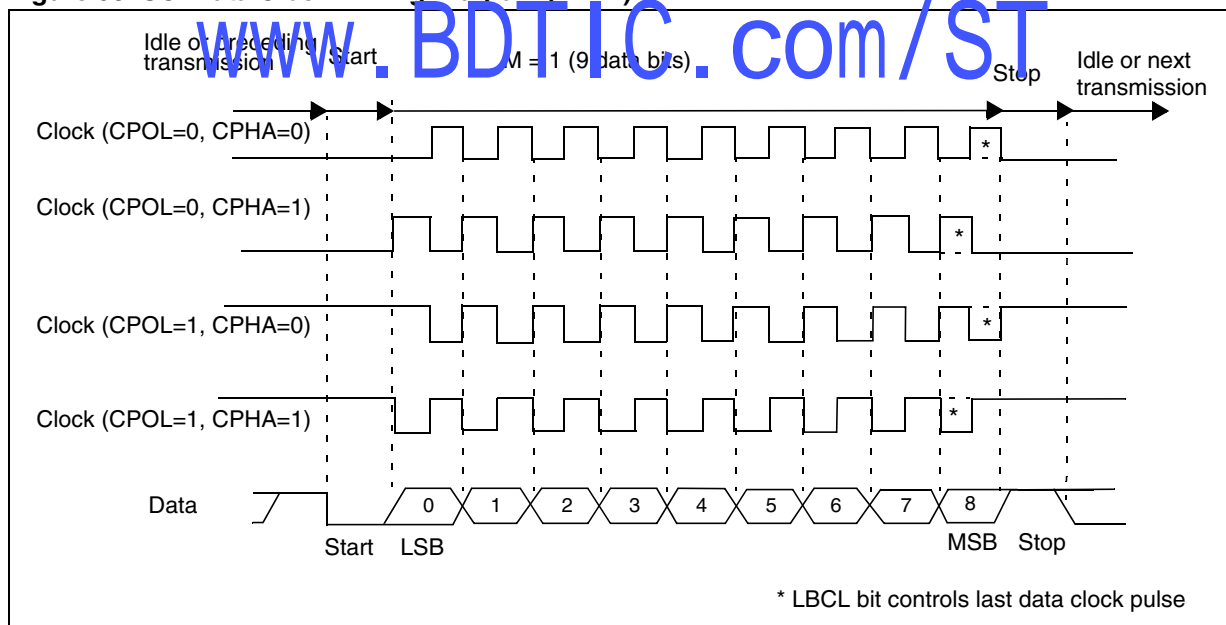 www.BDTIC.com/ST
Idle or preceding
transmission
Start
M = 1 (9 data bits)
Stop
Idle or next
transmission
Clock (CPOL=0, CPHA=0)
*
Clock (CPOL=0, CPHA=1)
*
Clock (CPOL=1, CPHA=0)
*
Clock (CPOL=1, CPHA=1)
*
Data
0 1 2 3 4 5 6 7 8
Start LSB MSB Stop
* LBCL bit controls last data clock pulse